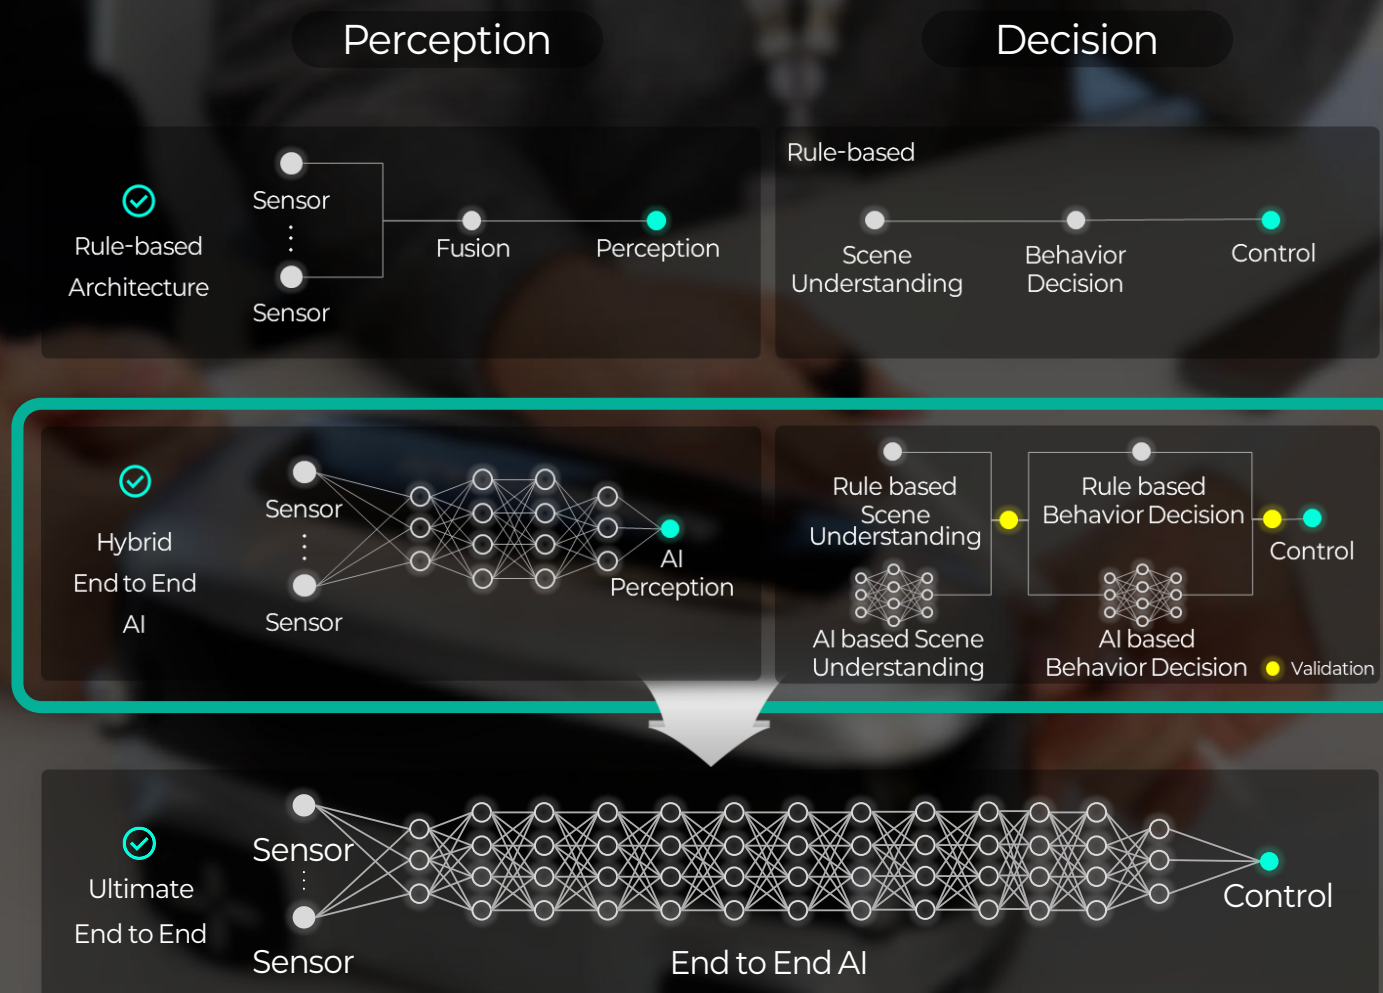 Perception
Decision
Rule-based
Architecture
Sensor
Sensor
Fusion
Perception
Rule-based
Scene
Understanding
Behavior
Decision
Control
Hybrid
End to End
AI
Sensor
Sensor
AI
Perception
Rule based
Scene
Understanding
AI based Scene
Understanding
Rule based
Behavior Decision
AI based
Behavior Decision
Control
Validation
Ultimate
End to End
Sensor
Sensor
End to End AI
Control